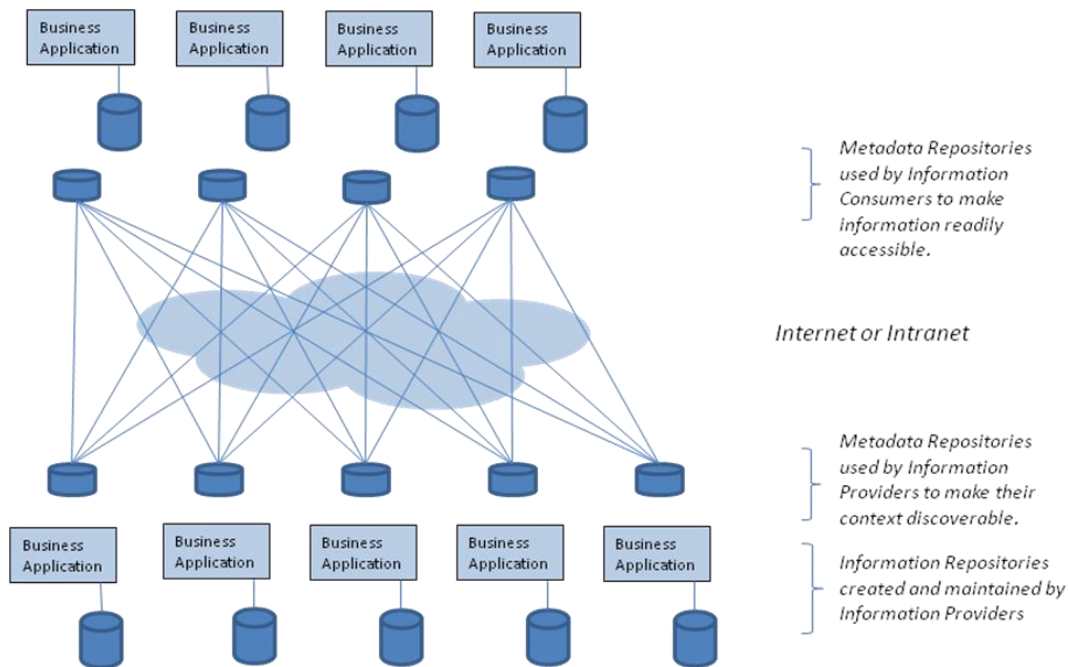 Business
Application
Business
Application
Business
Application
Business
Application
Metadata Repositories
used by Information
Consumers to make
information readily
accessible.
Internet or Intranet
Metadata Repositories
used by Information
Providers to make their
context discoverable.
Business
Application
Business
Application
Business
Application
Business
Application
Business
Application
Information Repositories
created and maintained by
Information Providers